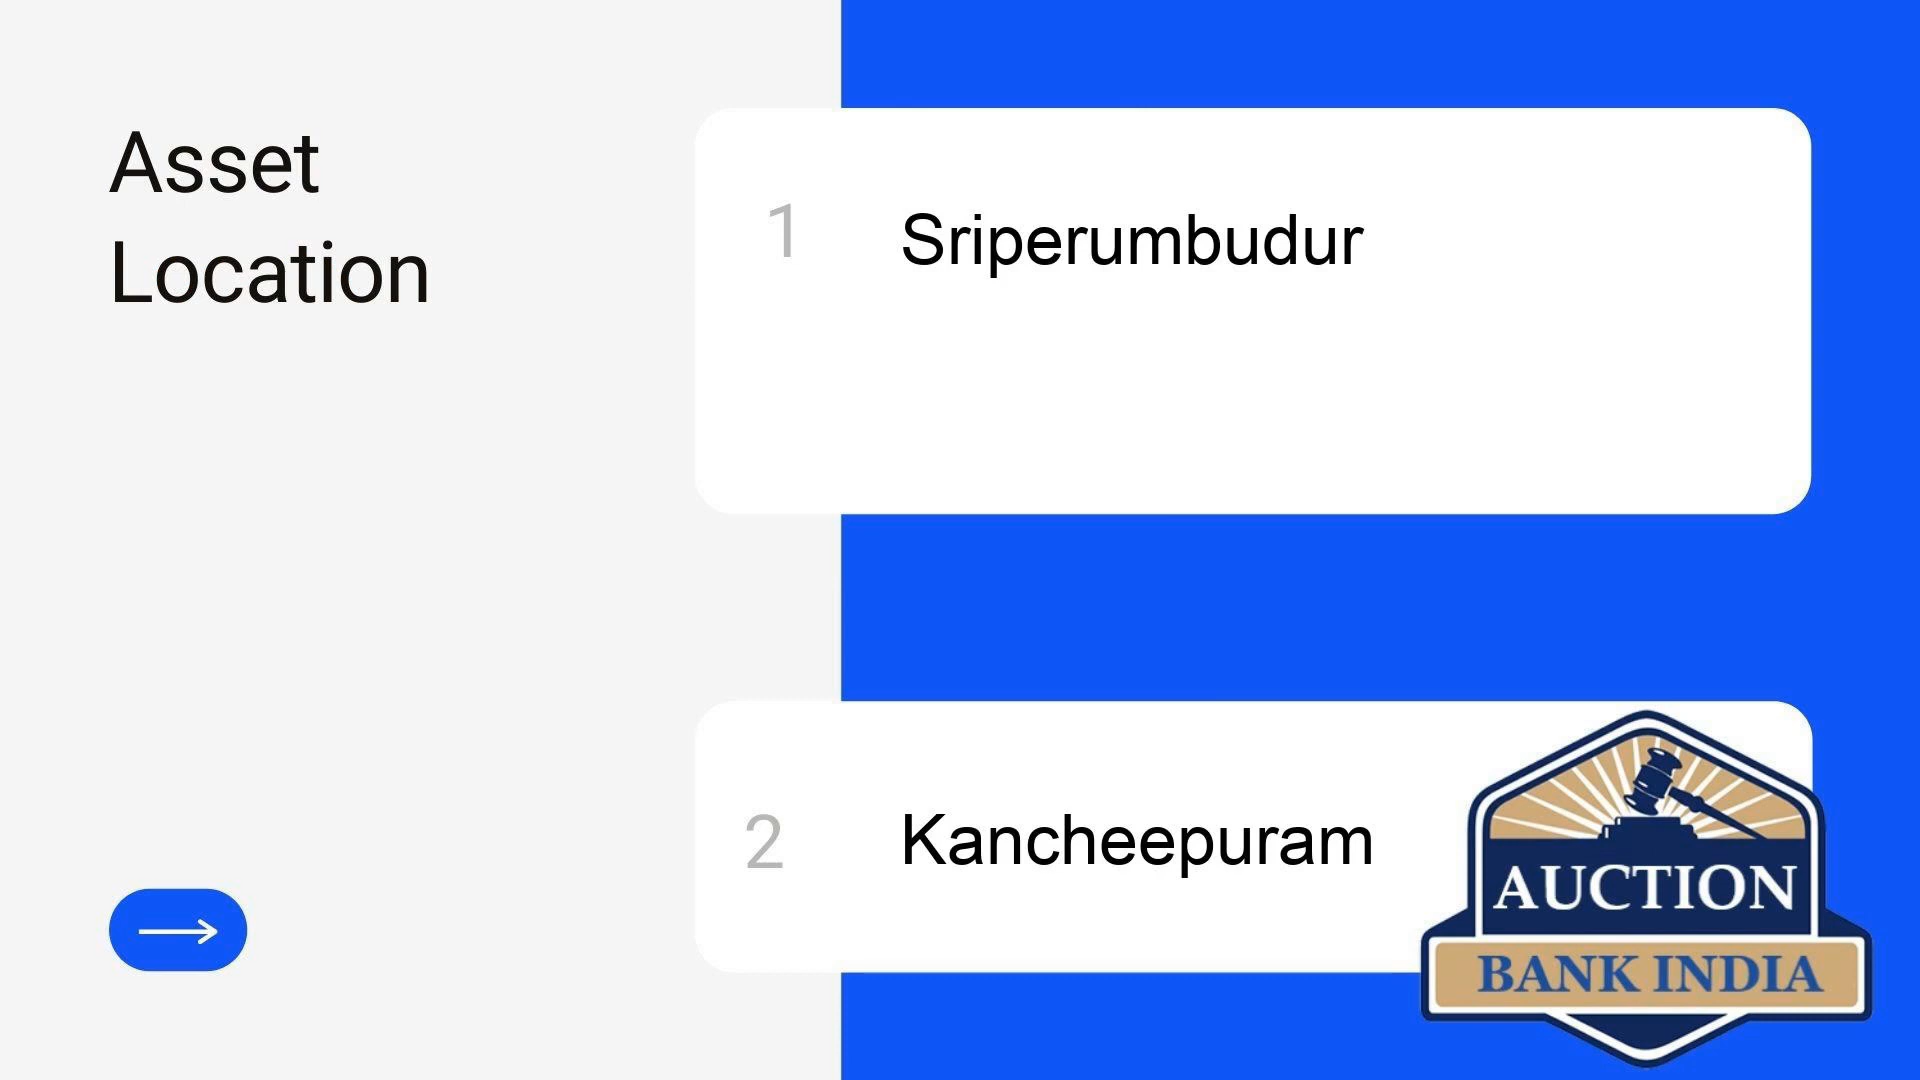 Asset
Location
1
Sriperumbudur
2
Kancheepuram
AUCTION
BANK INDIA